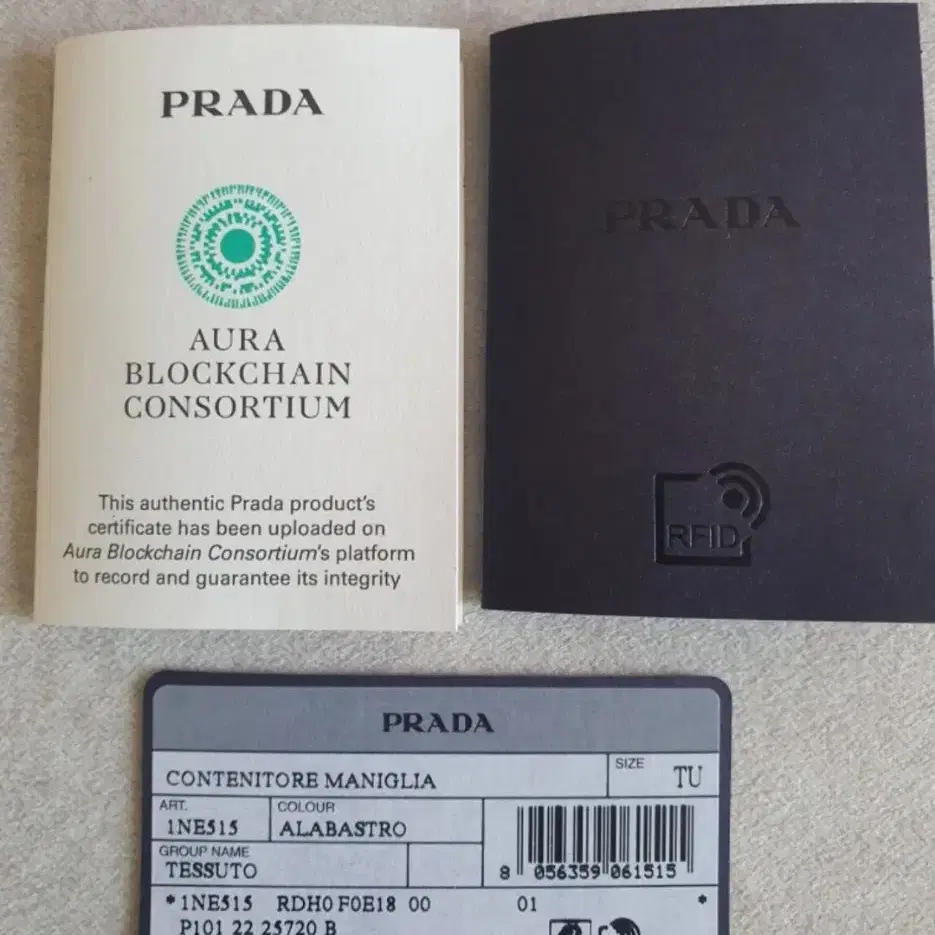 PRADA
AURA
BLOCKCHAIN
CONSORTIUM
This authentic Prada product's
certificate has been uploaded on
Aura Blockchain Consortium's platform
to record and guarantee its integrity
PRADA
RFID
PRADA
CONTENITORE MANIGLIA
SIZE
TU
ART.
1NE515
COLOUR
ALABASTRO
GROUP NAME
TESSUTO
8 056359 061515
*1NE515 RDH0 F0E18 00 01 *
P101 22 25720 B